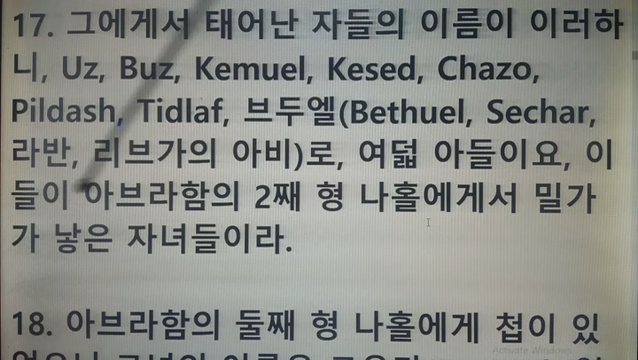 17. 그에게서 태어난 자들의 이름이 이러하
니, Uz, Buz, Kemuel, Kesed, Chazo,
Pildash, Tidlaf, 브두엘(Bethuel, Sechar,
라반, 리브가의 아비)로, 여덟 아들이요, 이
들이 아브라함의 2째 형 나홀에게서 밀가
가 낳은 자녀들이라.
18. 아브라함의 둘째 형 나홀에게 첩이 있
Activate Windows